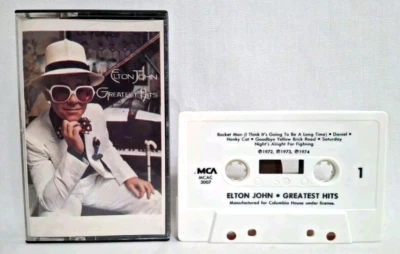 ELTON JOHN
GREATEST HITS
Rocket Man (I Think It's Going To Be A Long Time) • Daniel •
Honky Cat • Goodbye Yellow Brick Road • Saturday
Night's Alright For Fighting
℗1972, ℗1973, ℗1974
MCA
MCAC
3007
1
ELTON JOHN • GREATEST HITS
Manufactured for Columbia House under license.